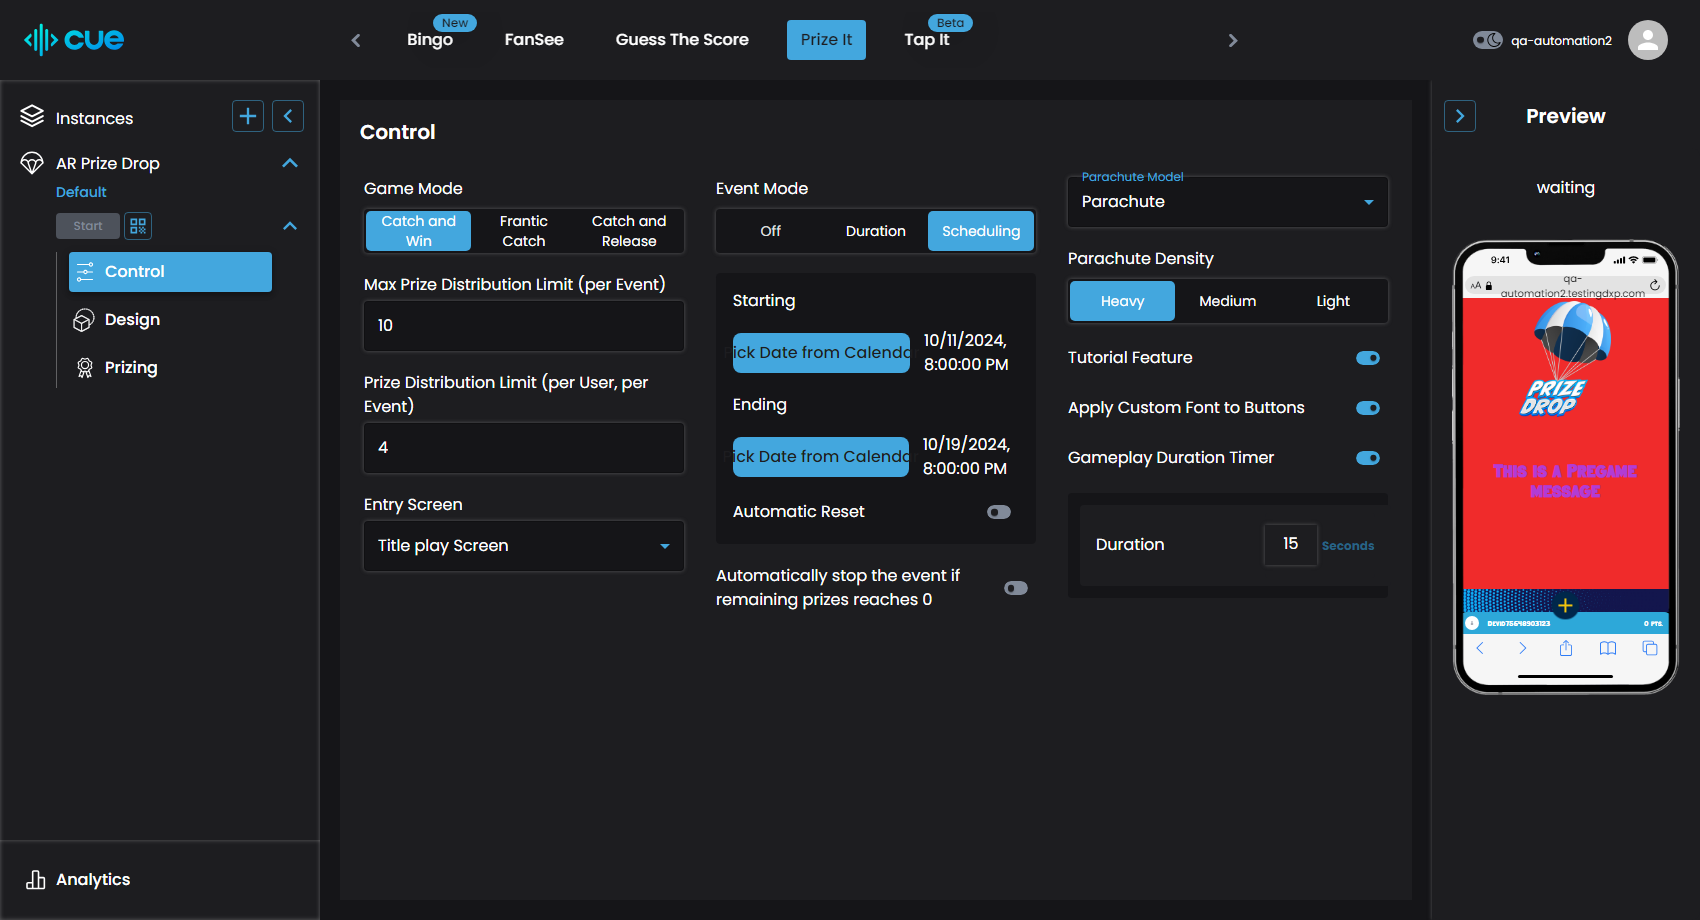 cue
New
Bingo
FanSee
Guess The Score
Prize It
Beta
Tap It
qa-automation2
Instances
AR Prize Drop
Default
Start
Control
Design
Prizing
Analytics
Control
Game Mode
Catch and
Win
Frantic
Catch
Catch and
Release
Max Prize Distribution Limit (per Event)
10
Prize Distribution Limit (per User, per
Event)
4
Entry Screen
Title play Screen
Event Mode
Off
Duration
Scheduling
Starting
ick Date from Calendar
10/11/2024,
8:00:00 PM
Ending
ick Date from Calendar
10/19/2024,
8:00:00 PM
Automatic Reset
Automatically stop the event if
remaining prizes reaches 0
Parachute Model
Parachute
Parachute Density
Heavy
Medium
Light
Tutorial Feature
Apply Custom Font to Buttons
Gameplay Duration Timer
Duration
15
Seconds
Preview
waiting
9:41
AA
qa-
automation2.testingdxp.com
PRIZE
DROP
This is a Pregame
message
0 PTS.